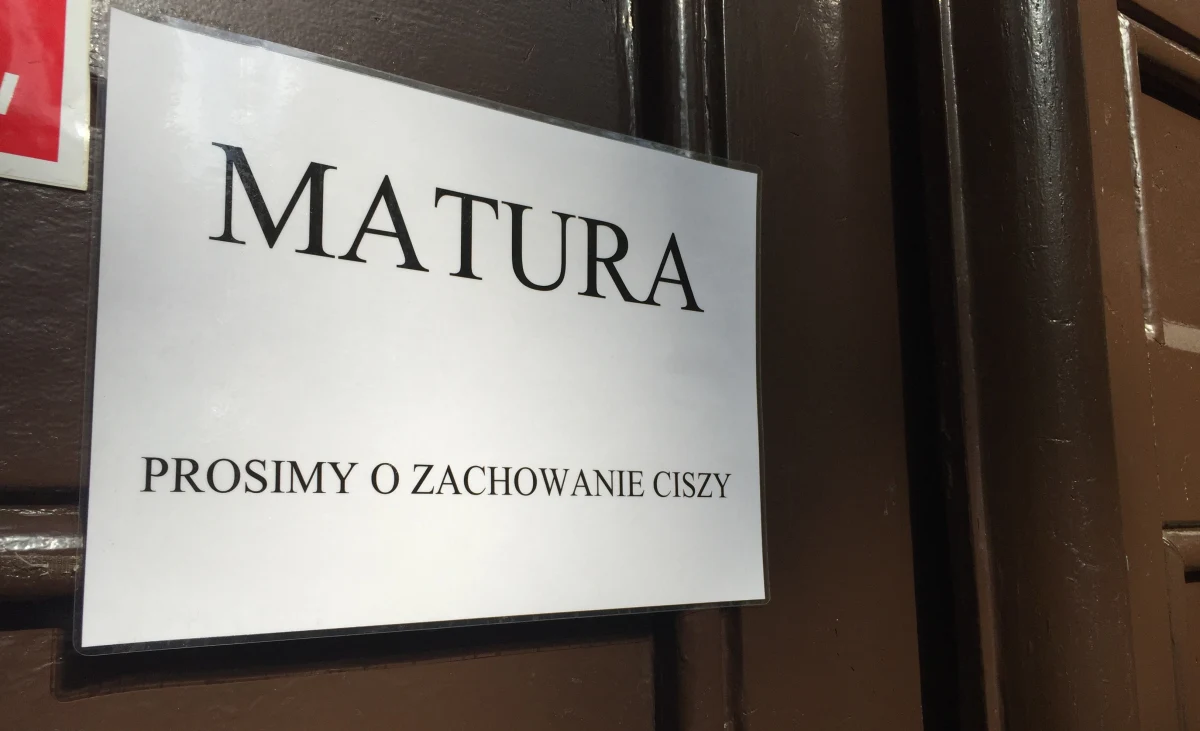 MATURA
PROSIMY O ZACHOWANIE CISZY